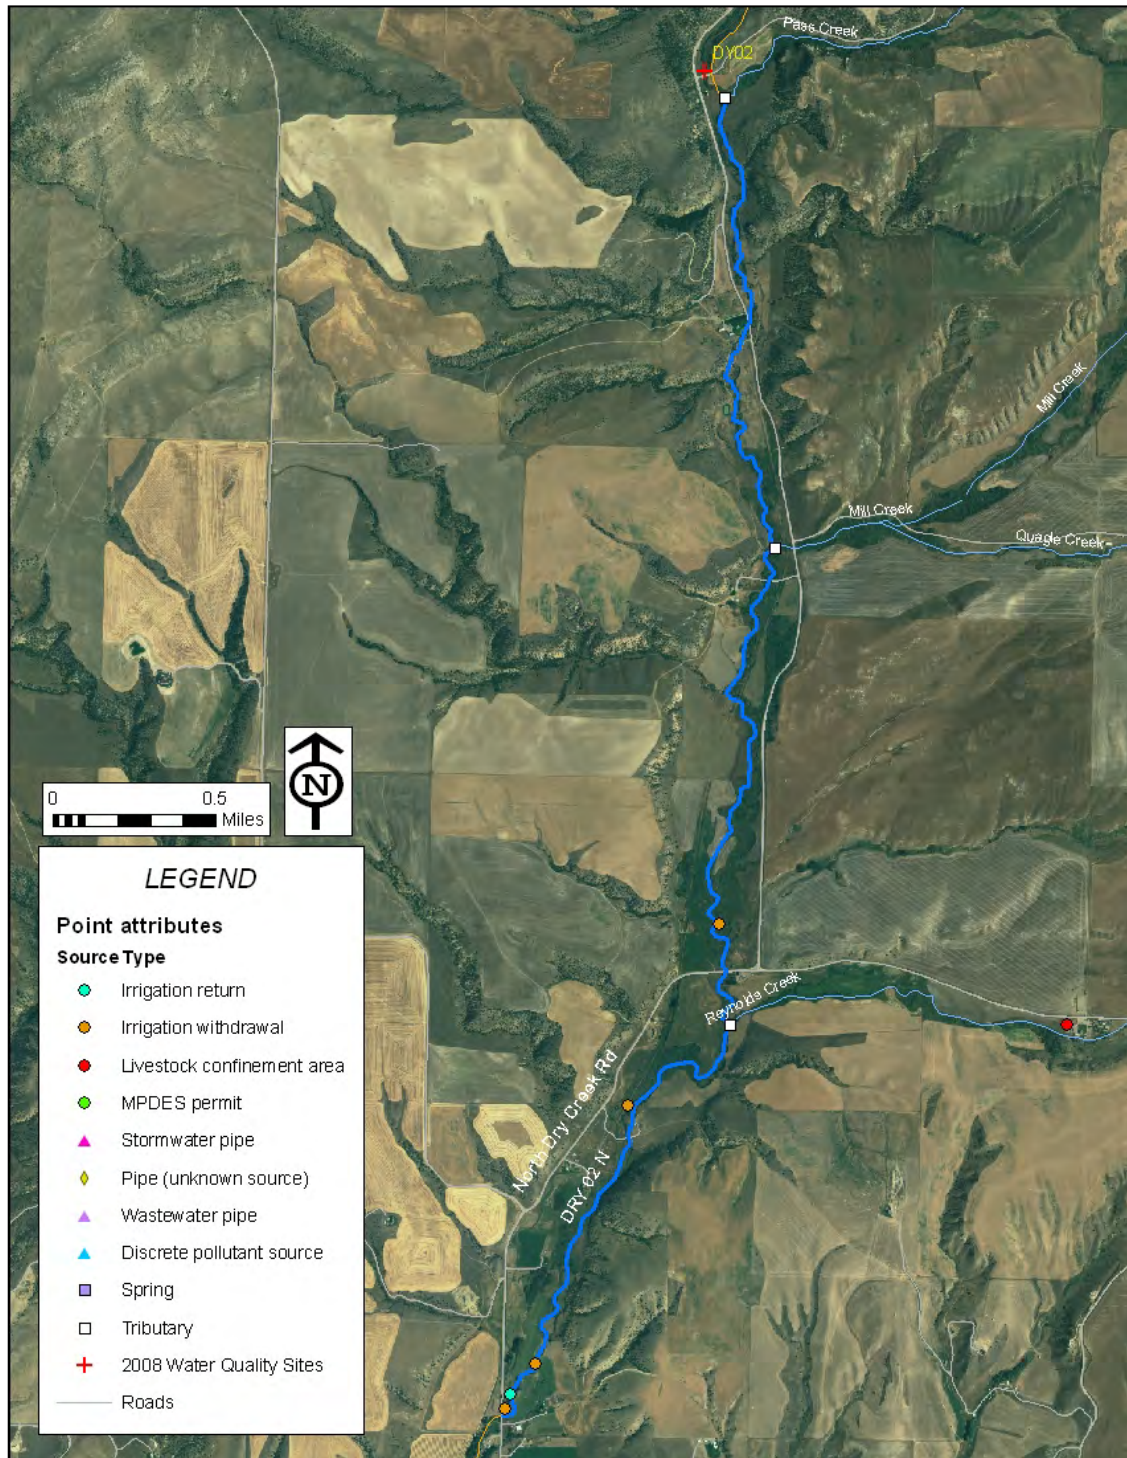 Pass Creek
DY02
Mill Creek
Mill Creek
Quagle Creek
0 0.5
Miles
N
LEGEND
Point attributes
Source Type
Irrigation return
Irrigation withdrawal
Livestock confinement area
MPDES permit
Stormwater pipe
Pipe (unknown source)
Wastewater pipe
Discrete pollutant source
Spring
Tributary
2008 Water Quality Sites
Roads
Reynolds Creek
North Dry Creek Rd
DRY 02 N